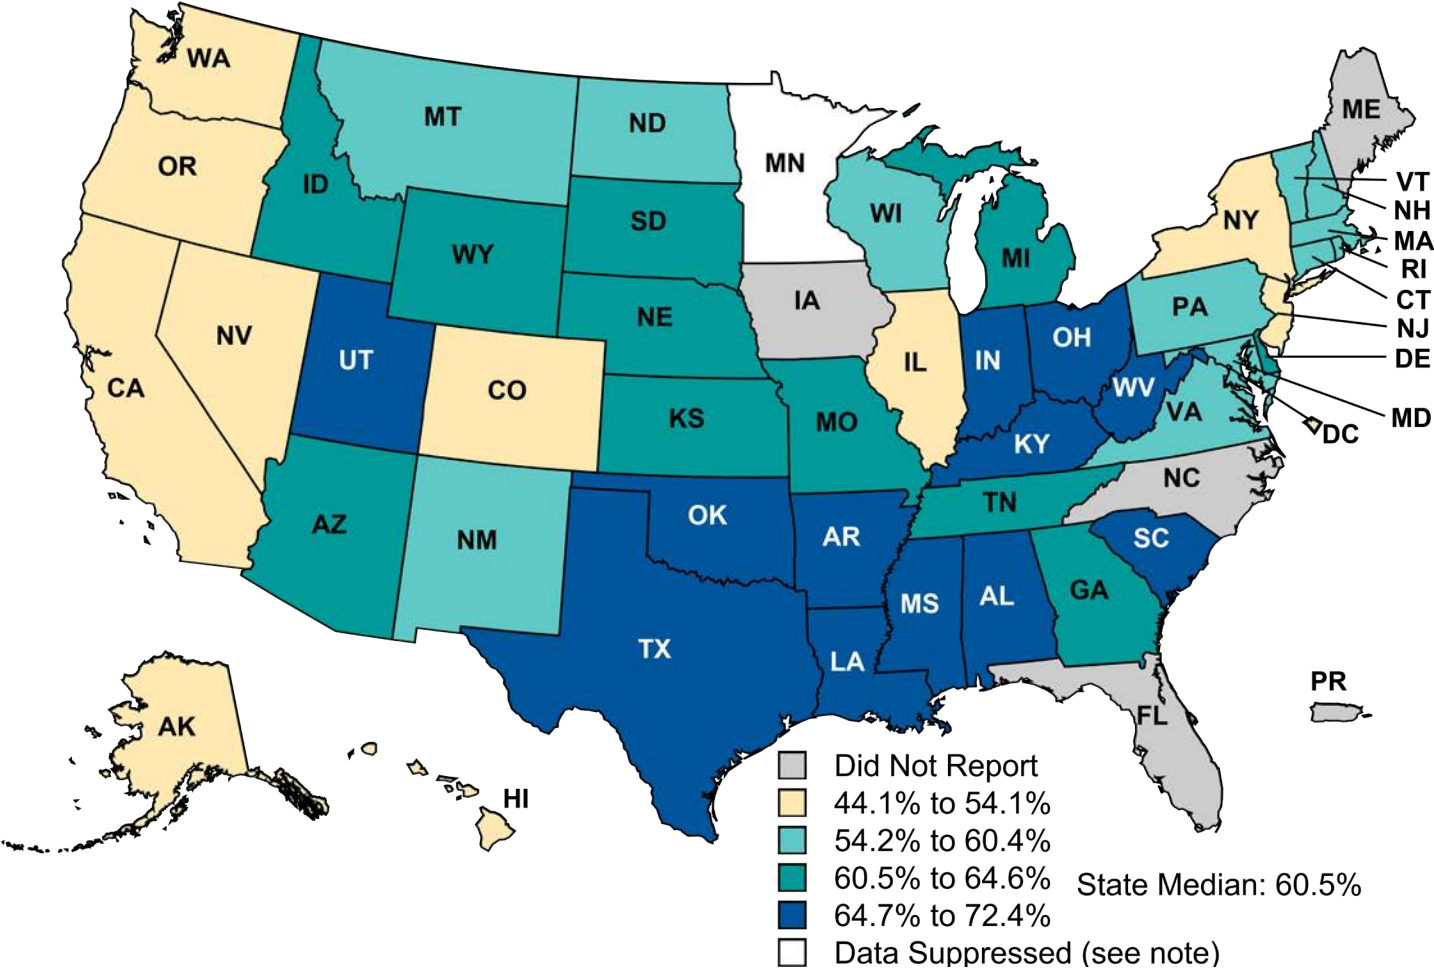 WA
ME
MT
ND
MN
OR
ID
VT
NH
WI
SD
NY
MA
WY
MI
RI
IA
CT
PA
NE
NJ
NV
OH
DE
UT
IL
IN
CA
CO
WV
VA
KS
MO
MD
DC
KY
NC
TN
OK
AZ
AR
NM
SC
GA
AL
MS
TX
LA
PR
FL
AK
HI
Did Not Report
44.1% to 54.1%
54.2% to 60.4%
60.5% to 64.6%
State Median: 60.5%
64.7% to 72.4%
Data Suppressed (see note)